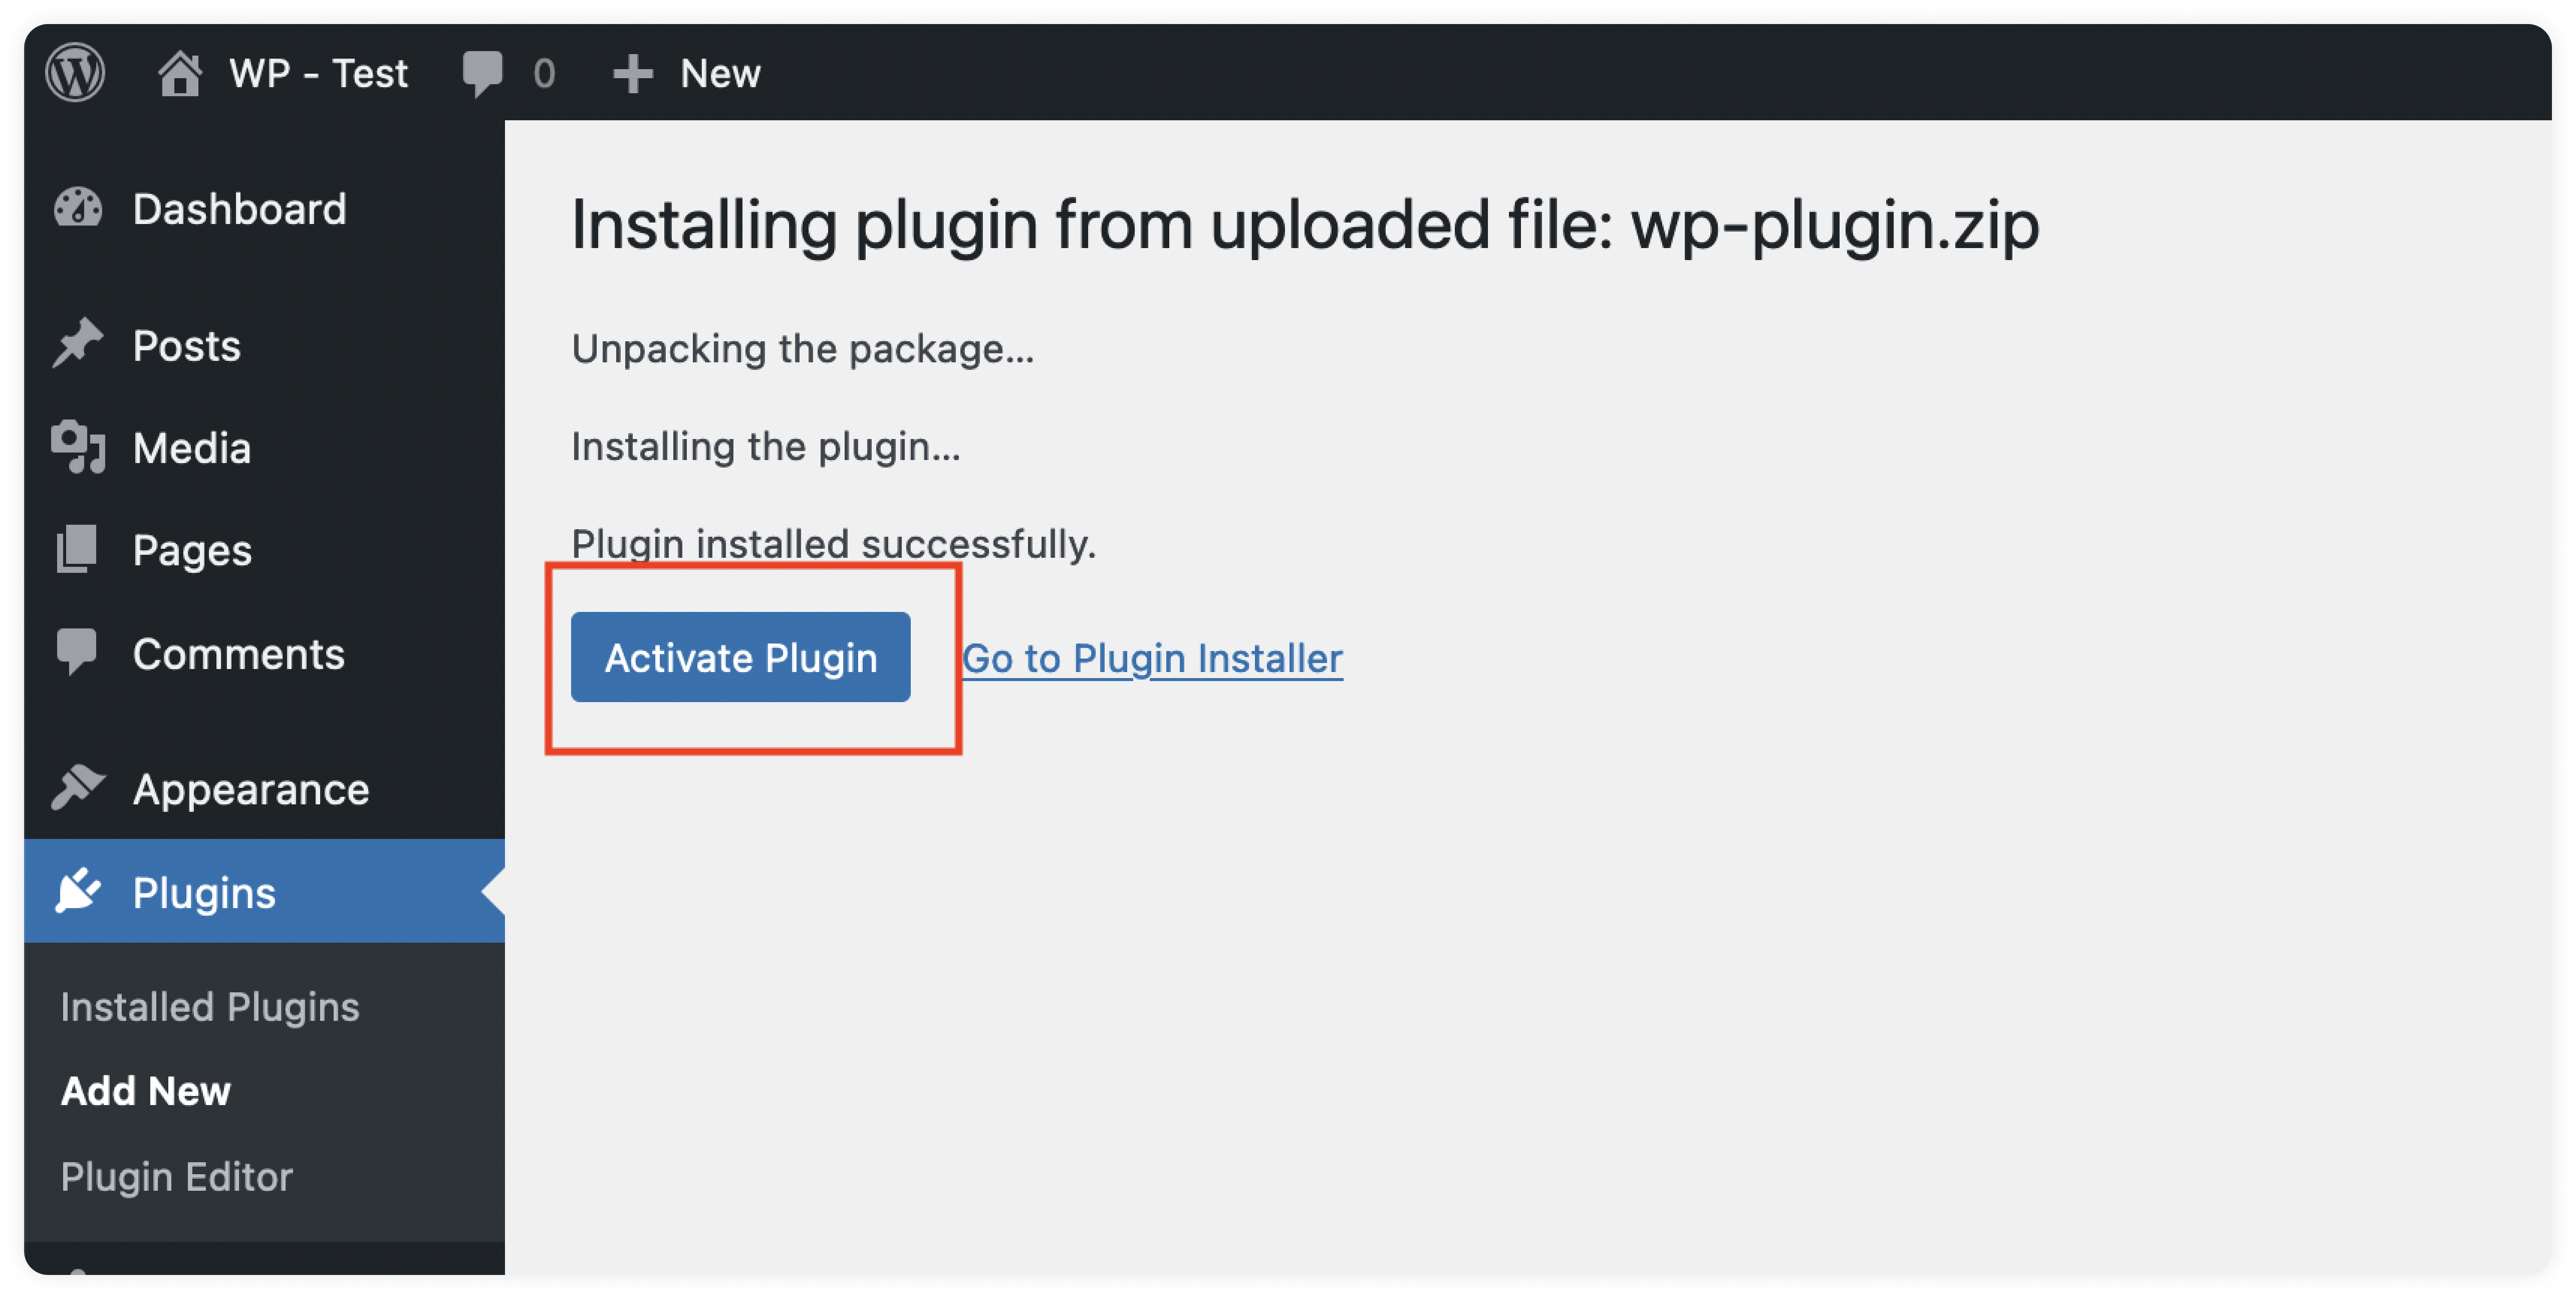 WP - Test 0 New
Dashboard
Posts
Media
Pages
Comments
Appearance
Plugins
Installed Plugins
Add New
Plugin Editor
Installing plugin from uploaded file: wp-plugin.zip
Unpacking the package...
Installing the plugin...
Plugin installed successfully.
Activate Plugin Go to Plugin Installer